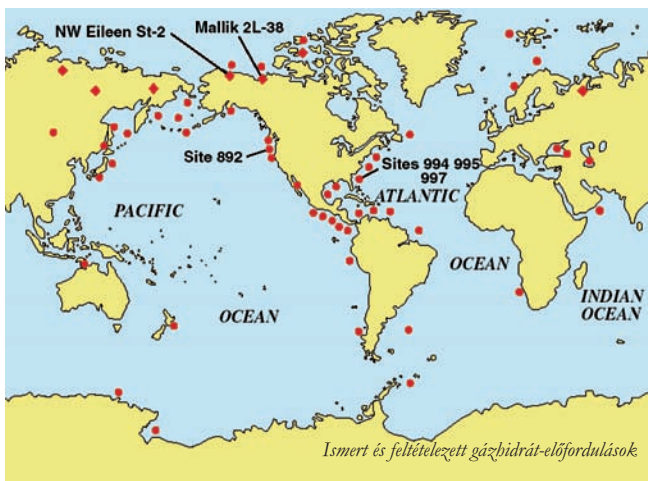 NW Eileen St-2
Mallik 2L-38
Site 892
Sites 994 995
997
ATLANTIC
PACIFIC
OCEAN
INDIAN
OCEAN
OCEAN
Ismert és feltételezett gázhidrát-előfordulások